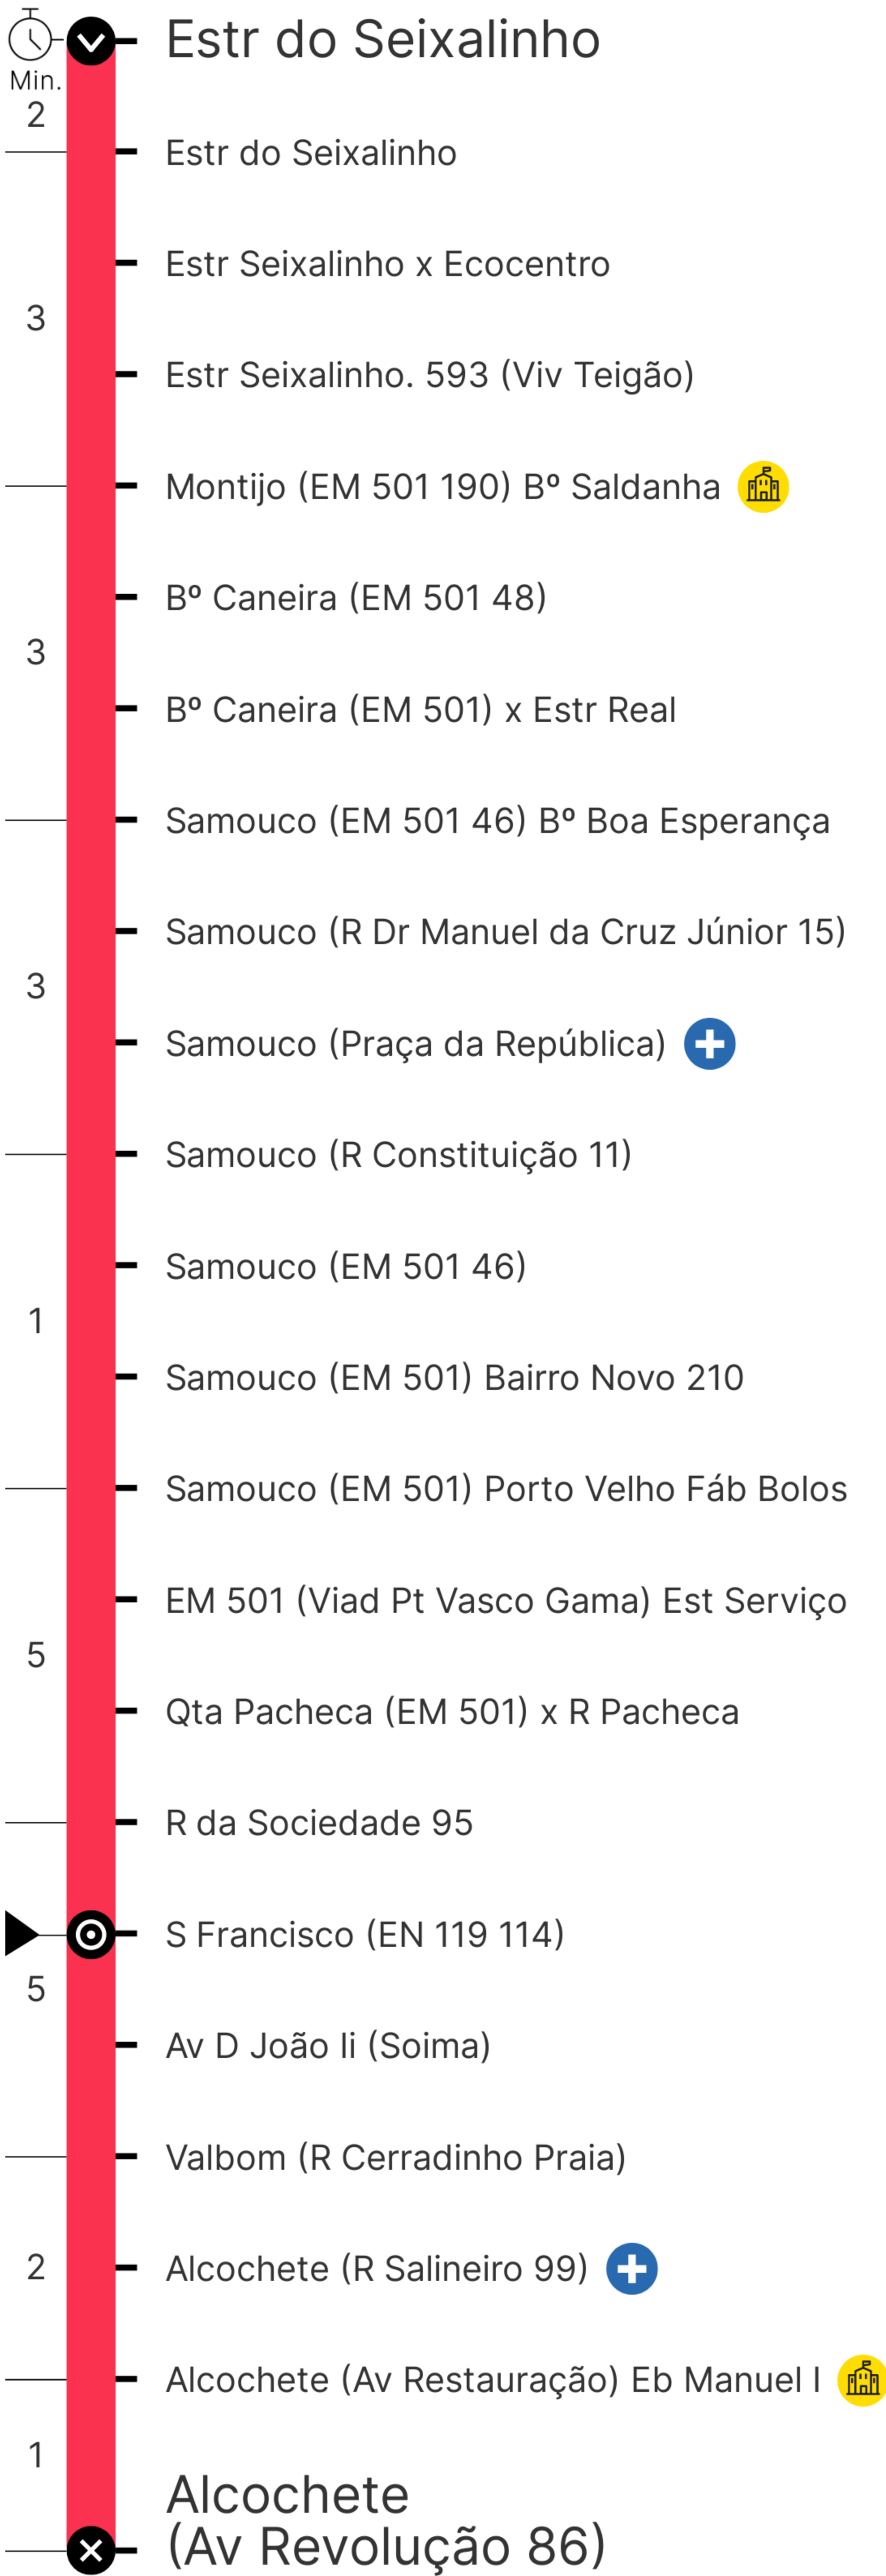 Estr do Seixalinho
Min.
2
Estr do Seixalinho
Estr Seixalinho x Ecocentro
3
Estr Seixalinho. 593 (Viv Teigão)
Montijo (EM 501 190) Bº Saldanha
Bº Caneira (EM 501 48)
3
Bº Caneira (EM 501) x Estr Real
Samouco (EM 501 46) Bº Boa Esperança
Samouco (R Dr Manuel da Cruz Júnior 15)
3
Samouco (Praça da República)
Samouco (R Constituição 11)
Samouco (EM 501 46)
1
Samouco (EM 501) Bairro Novo 210
Samouco (EM 501) Porto Velho Fáb Bolos
EM 501 (Viad Pt Vasco Gama) Est Serviço
5
Qta Pacheca (EM 501) x R Pacheca
R da Sociedade 95
S Francisco (EN 119 114)
5
Av D João Ii (Soima)
Valbom (R Cerradinho Praia)
2
Alcochete (R Salineiro 99)
Alcochete (Av Restauração) Eb Manuel I
1
Alcochete
(Av Revolução 86)